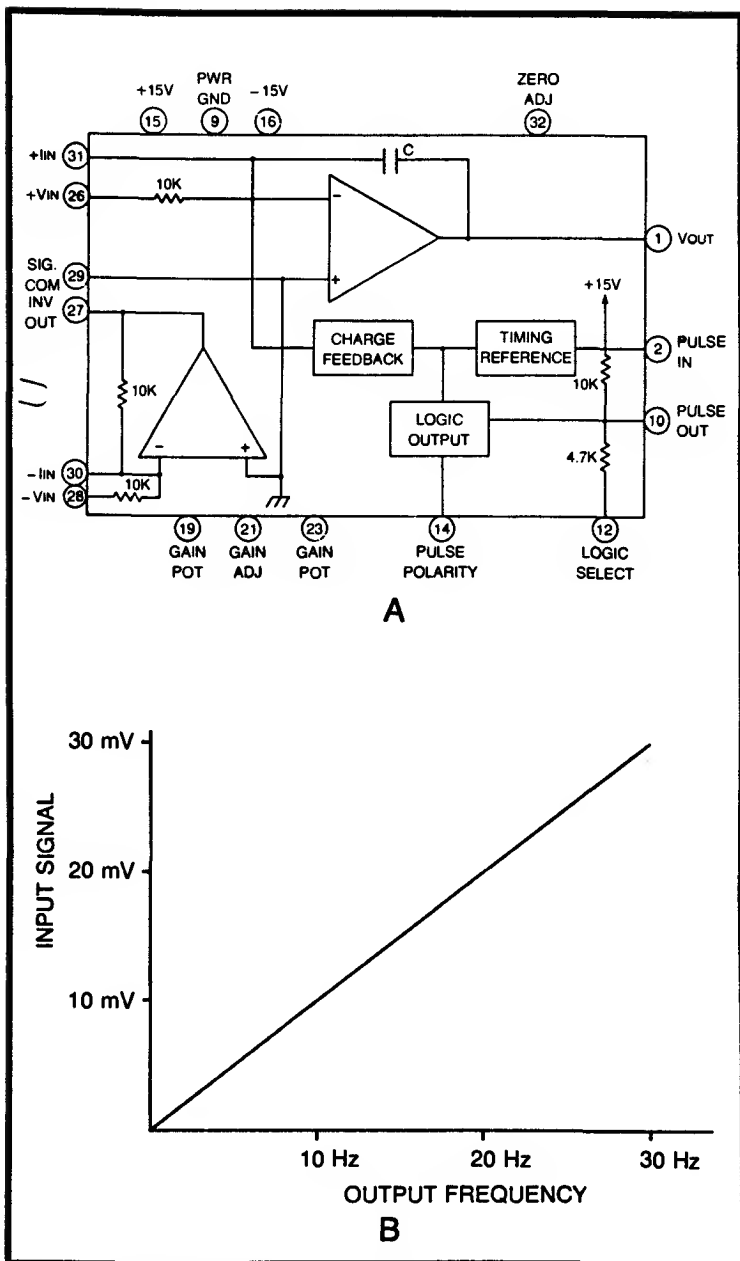 +15V
PWR
GND
-15V
ZERO
ADJ
15
9
16
32
+IIN 31
C
+VIN 26
10K
-
1 VOUT
SIG.
COM 29
+
INV
OUT 27
+15V
CHARGE
FEEDBACK
TIMING
REFERENCE
2 PULSE
IN
10K
10K
LOGIC
OUTPUT
10 PULSE
OUT
- +
4.7K
-IIN 30
10K
-VIN 28
19
GAIN
POT
21
GAIN
ADJ
23
GAIN
POT
14
PULSE
POLARITY
12
LOGIC
SELECT
A
30 mV
20 mV
10 mV
INPUT SIGNAL
10 Hz 20 Hz 30 Hz
OUTPUT FREQUENCY
B